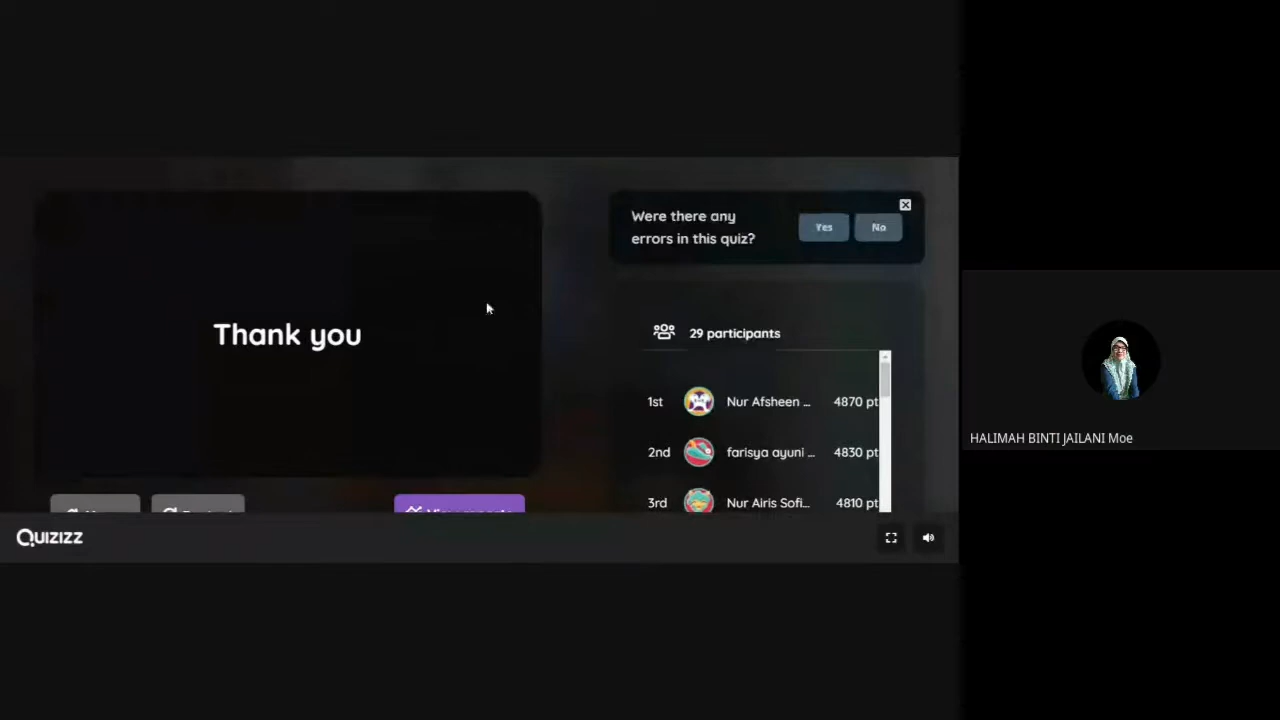 Were there any
errors in this quiz?
Yes
No
Thank you
29 participants
1st Nur Afsheen ... 4870 pt
2nd farisya ayuni ... 4830 pt
3rd Nur Airis Sofi... 4810 pt
HALIMAH BINTI JAILANI Moe
Quizizz